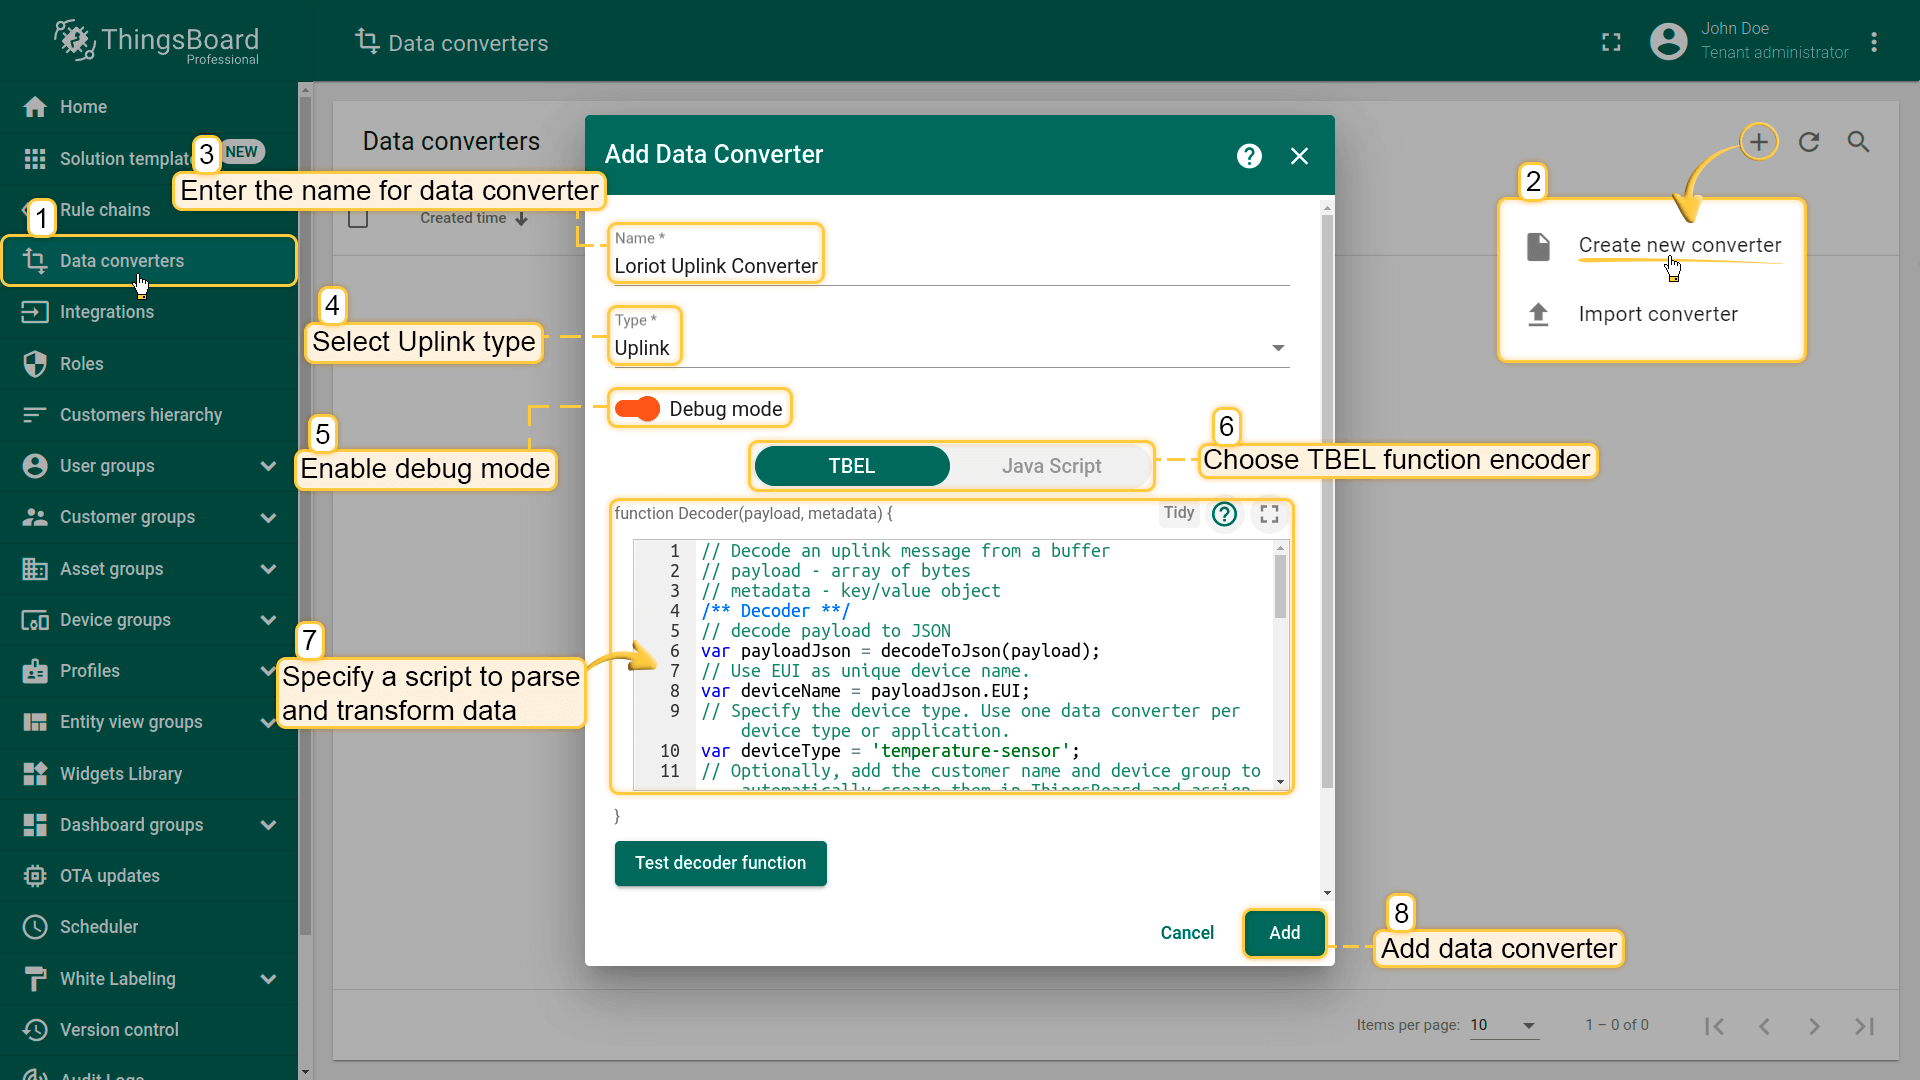 ThingsBoard
Professional
Data converters
John Doe
Tenant administrator
Home
Solution templat
NEW
Rule chains
Data converters
Integrations
Roles
Customers hierarchy
User groups
Customer groups
Asset groups
Device groups
Profiles
Entity view groups
Widgets Library
Dashboard groups
OTA updates
Scheduler
White Labeling
Version control
Audit Logs
1
3
Enter the name for data converter
4
Select Uplink type
5
Enable debug mode
7
Specify a script to parse
and transform data
Data converters
Created time
Add Data Converter
Name *
Loriot Uplink Converter
Type *
Uplink
Debug mode
TBEL
Java Script
6
Choose TBEL function encoder
function Decoder(payload, metadata) {
Tidy
1 // Decode an uplink message from a buffer
2 // payload - array of bytes
3 // metadata - key/value object
4 /** Decoder **/
5 // decode payload to JSON
6 var payloadJson = decodeToJson(payload);
7 // Use EUI as unique device name.
8 var deviceName = payloadJson.EUI;
9 // Specify the device type. Use one data converter per
device type or application.
10 var deviceType = 'temperature-sensor';
11 // Optionally, add the customer name and device group to
automatically create them in ThingsBoard and assign
}
Test decoder function
Cancel
Add
8
Add data converter
2
Create new converter
Import converter
Items per page:
10
1 – 0 of 0